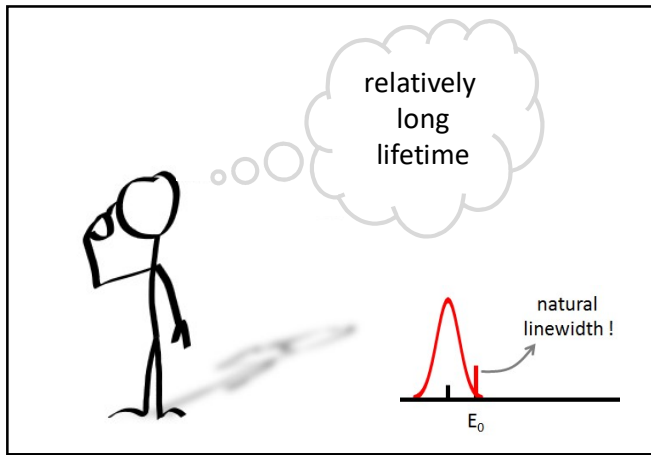 relatively
long
lifetime
natural
linewidth !
E₀